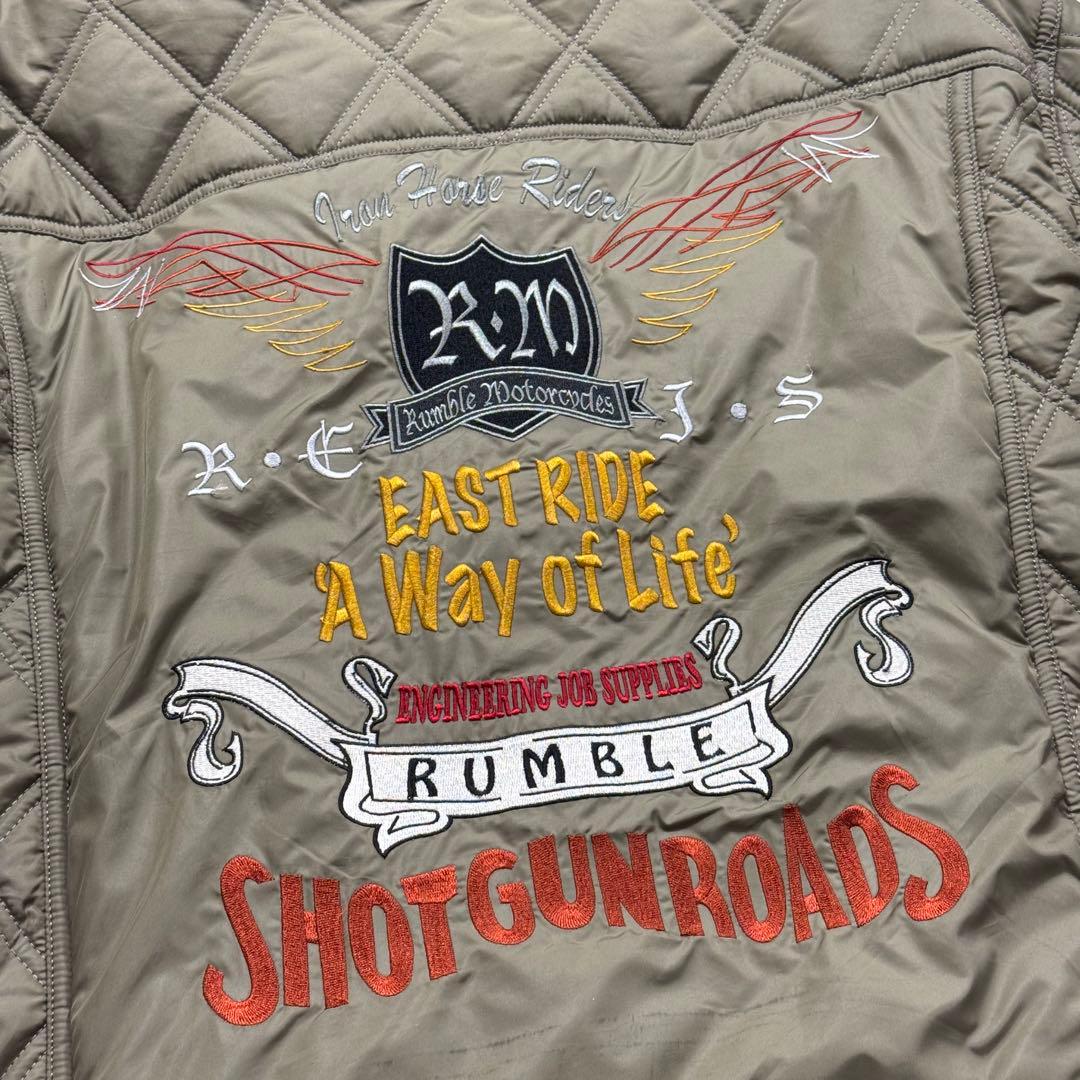 Iron Horse Riders
R·M
Rumble Motorcycles
R·E J·S
EAST RIDE
'A Way of Life'
ENGINEERING JOB SUPPLIES
RUMBLE
SHOTGUNROADS